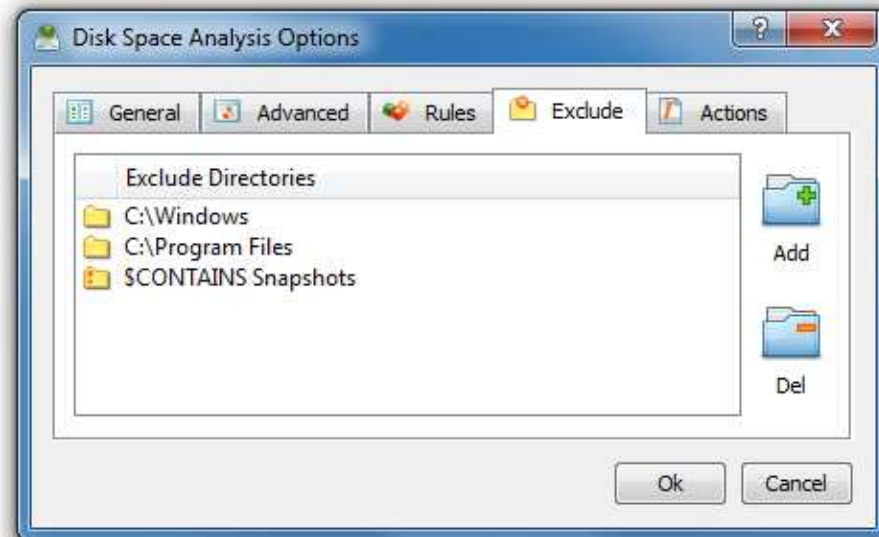 Disk Space Analysis Options
General Advanced Rules Exclude Actions
Exclude Directories
C:\Windows
C:\Program Files
$CONTAINS Snapshots
Add
Del
Ok Cancel